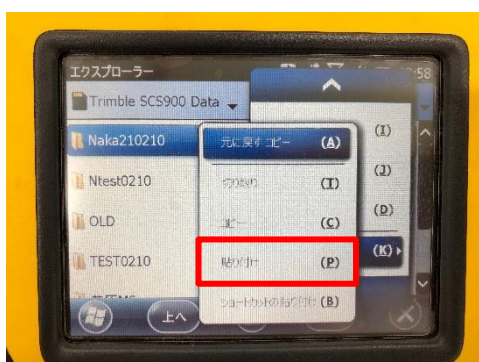 エクスプローラー
:58
Trimble SCS900 Data
Naka210210
Ntest0210
OLD
TEST0210
元に戻す コピー (A)
切り取り (T)
コピー (C)
貼り付け (P)
ショートカットの貼り付け (B)
(I)
(J)
(D)
(K)
上へ